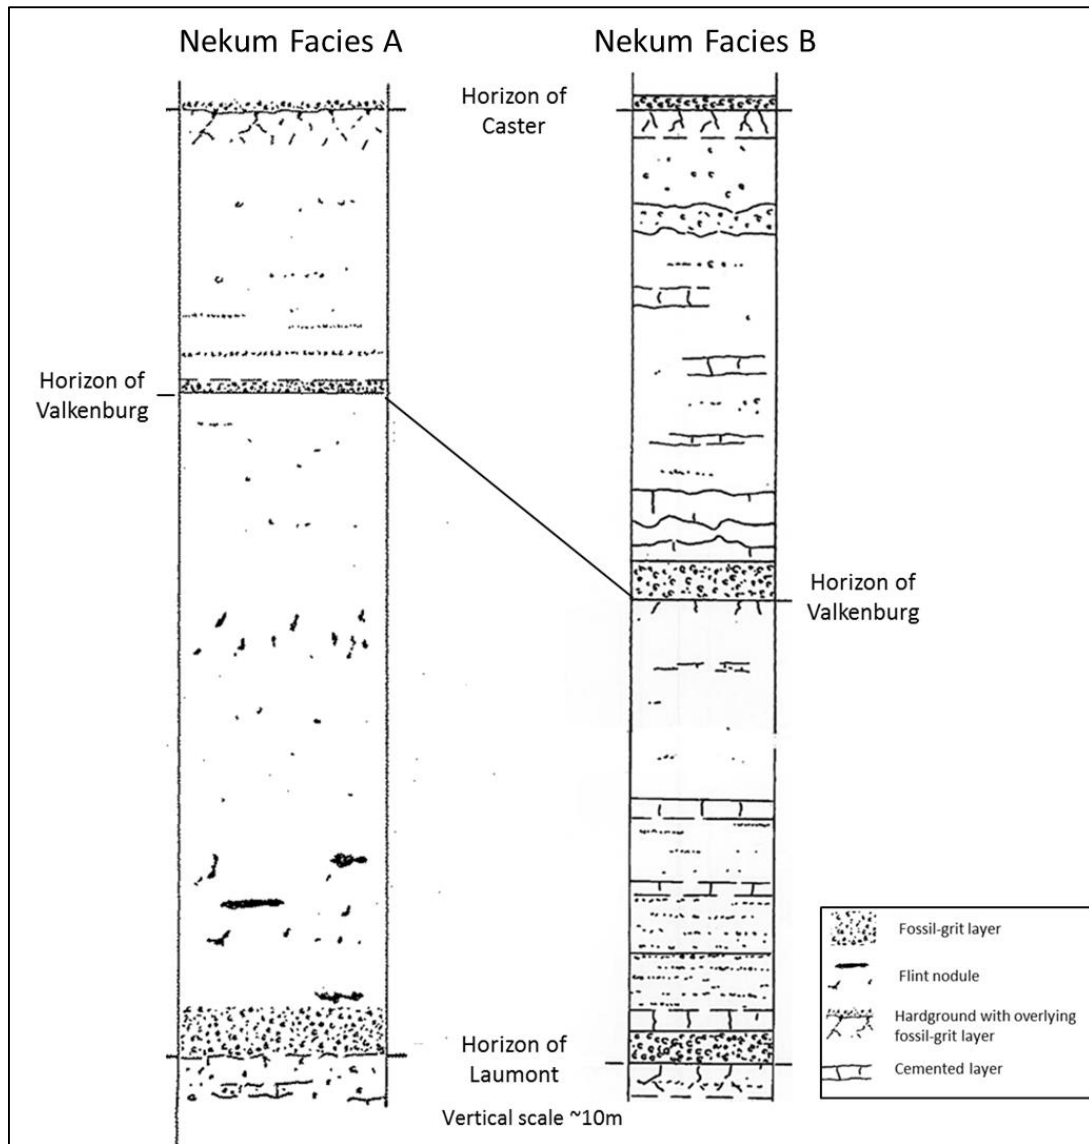 Nekum Facies A
Nekum Facies B
Horizon of
Caster
Horizon of
Valkenburg
Horizon of
Valkenburg
Horizon of
Laumont
Vertical scale ~10m
Fossil-grit layer
Flint nodule
Hardground with overlying
fossil-grit layer
Cemented layer